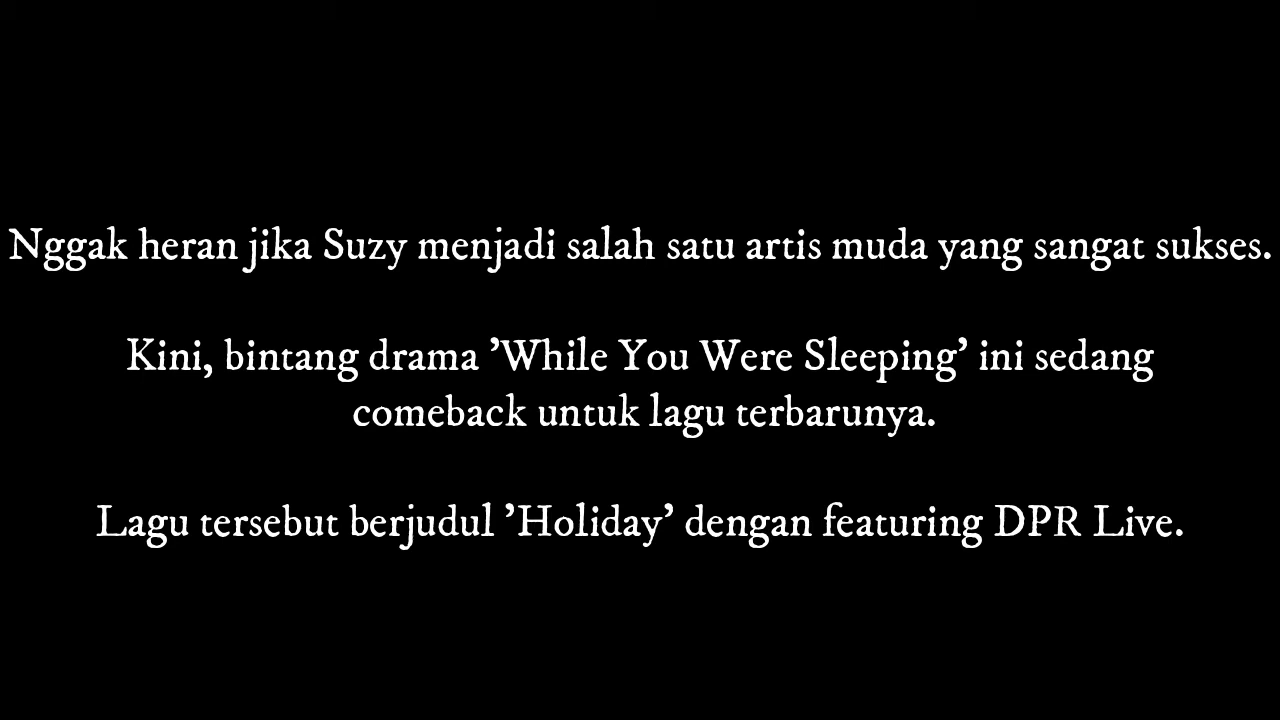 Nggak heran jika Suzy menjadi salah satu artis muda yang sangat sukses.
Kini, bintang drama ’While You Were Sleeping’ ini sedang
comeback untuk lagu terbarunya.
Lagu tersebut berjudul ’Holiday’ dengan featuring DPR Live.